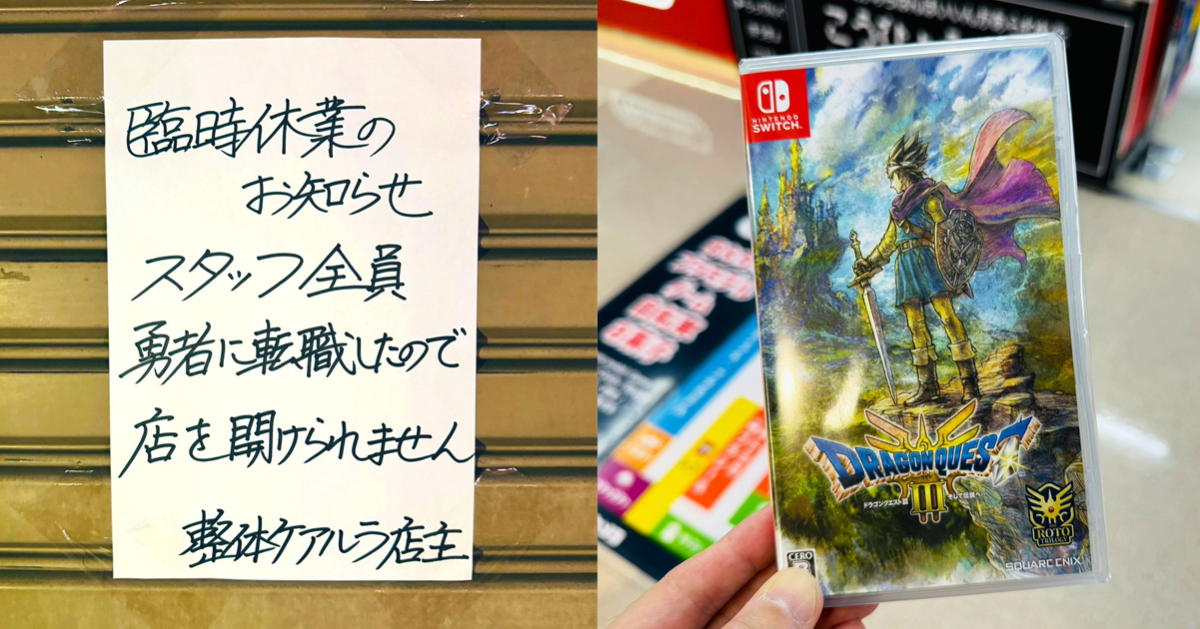 臨時休業の
お知らせ
スタッフ全員
勇者に転職したので
店を開けられません
整体ケアルラ店主
NINTENDO
SWITCH
DRAGON QUEST
III
ドラゴンクエストIII そして伝説へ…
ROTO
TRILOGY
SQUARE ENIX
CERO